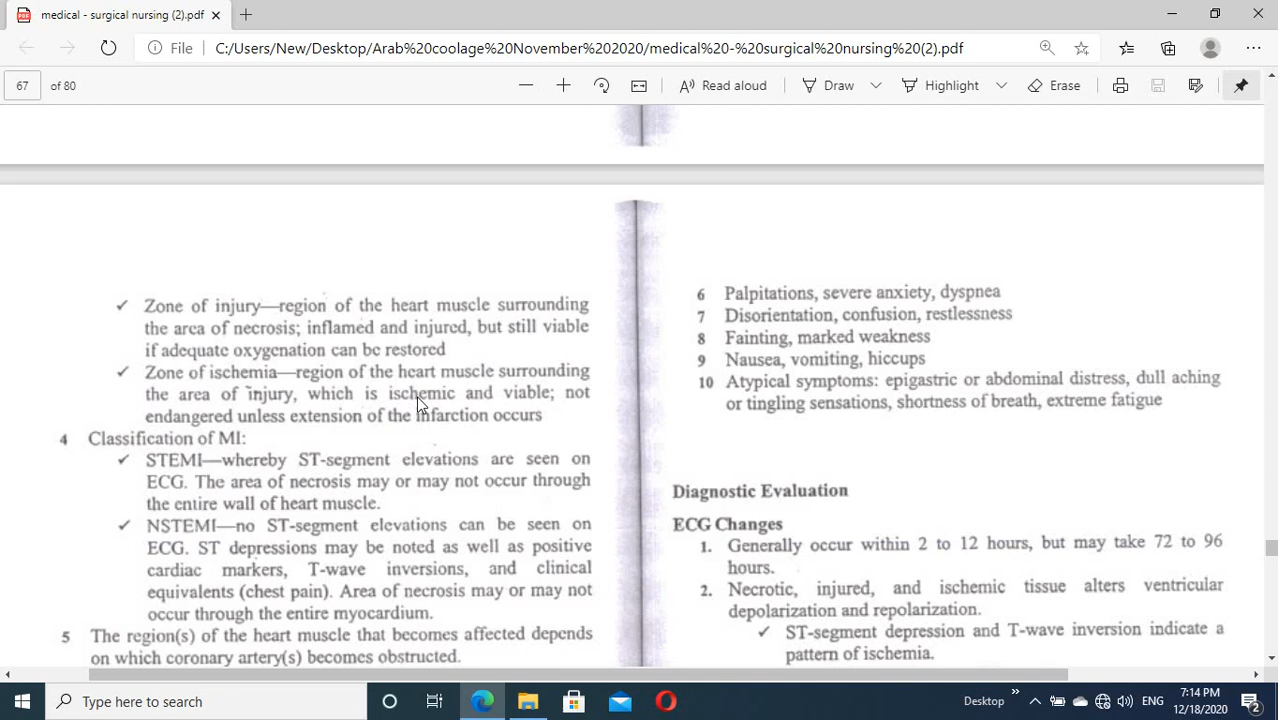 medical - surgical nursing (2).pdf
File C:/Users/New/Desktop/Arab%20coolage%20November%202020/medical%20-%20surgical%20nursing%20(2).pdf
67 of 80 Read aloud Draw Highlight Erase
✓ Zone of injury—region of the heart muscle surrounding
the area of necrosis; inflamed and injured, but still viable
if adequate oxygenation can be restored
✓ Zone of ischemia—region of the heart muscle surrounding
the area of injury, which is ischemic and viable; not
endangered unless extension of the infarction occurs
4 Classification of MI:
✓ STEMI—whereby ST-segment elevations are seen on
ECG. The area of necrosis may or may not occur through
the entire wall of heart muscle.
✓ NSTEMI—no ST-segment elevations can be seen on
ECG. ST depressions may be noted as well as positive
cardiac markers, T-wave inversions, and clinical
equivalents (chest pain). Area of necrosis may or may not
occur through the entire myocardium.
5 The region(s) of the heart muscle that becomes affected depends
on which coronary artery(s) becomes obstructed.
6 Palpitations, severe anxiety, dyspnea
7 Disorientation, confusion, restlessness
8 Fainting, marked weakness
9 Nausea, vomiting, hiccups
10 Atypical symptoms: epigastric or abdominal distress, dull aching
or tingling sensations, shortness of breath, extreme fatigue
Diagnostic Evaluation
ECG Changes
1. Generally occur within 2 to 12 hours, but may take 72 to 96
hours.
2. Necrotic, injured, and ischemic tissue alters ventricular
depolarization and repolarization.
✓ ST-segment depression and T-wave inversion indicate a
pattern of ischemia.
Type here to search
Desktop
ENG
7:14 PM
12/18/2020
2